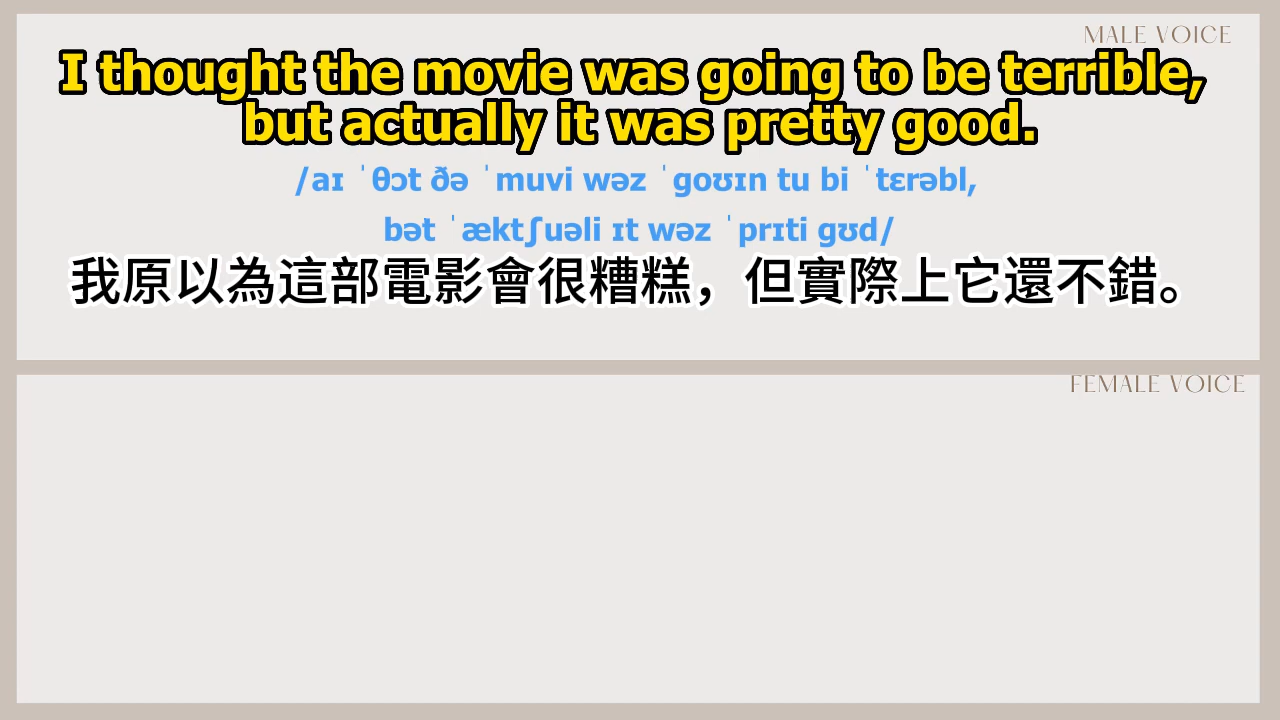 MALE VOICE
I thought the movie was going to be terrible,
but actually it was pretty good.
/aɪ ˈθɔt ðə ˈmuvi wəz ˈgoʊɪn tu bi ˈtɛrəbl,
bət ˈæktʃuəli ɪt wəz ˈprɪti gʊd/
我原以為這部電影會很糟糕，但實際上它還不錯。
FEMALE VOICE